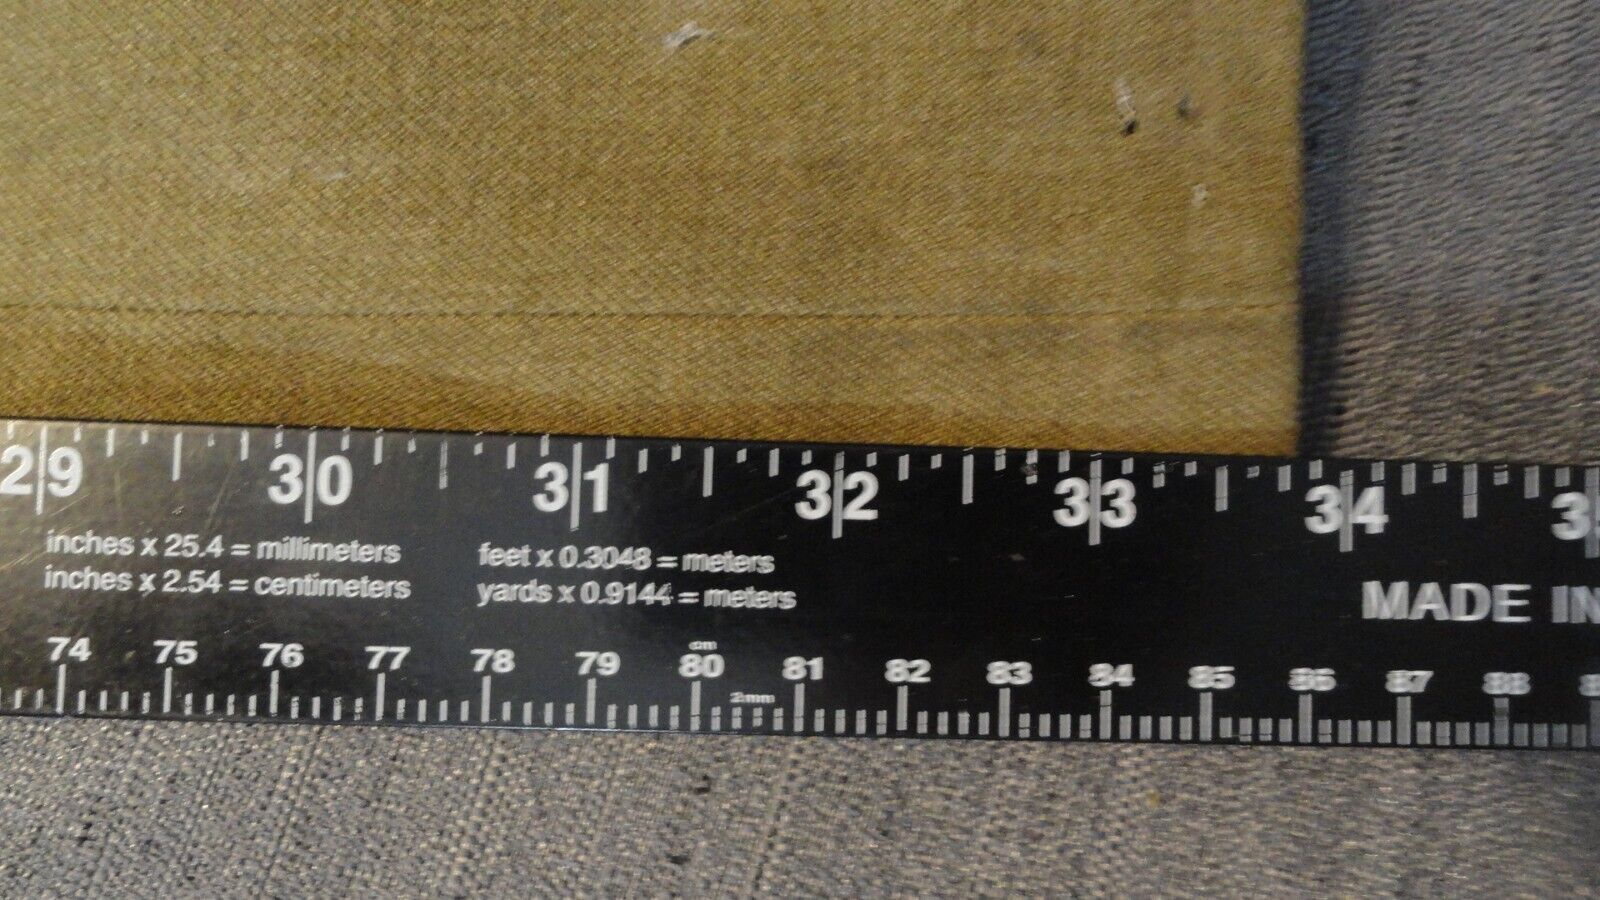 29 30 31 32 33 34
inches x 25.4 = millimeters feet x 0.3048 = meters
inches x 2.54 = centimeters yards x 0.9144 = meters
MADE IN
cm
74 75 76 77 78 79 80 81 82 83 84 85 86 87 88
2mm